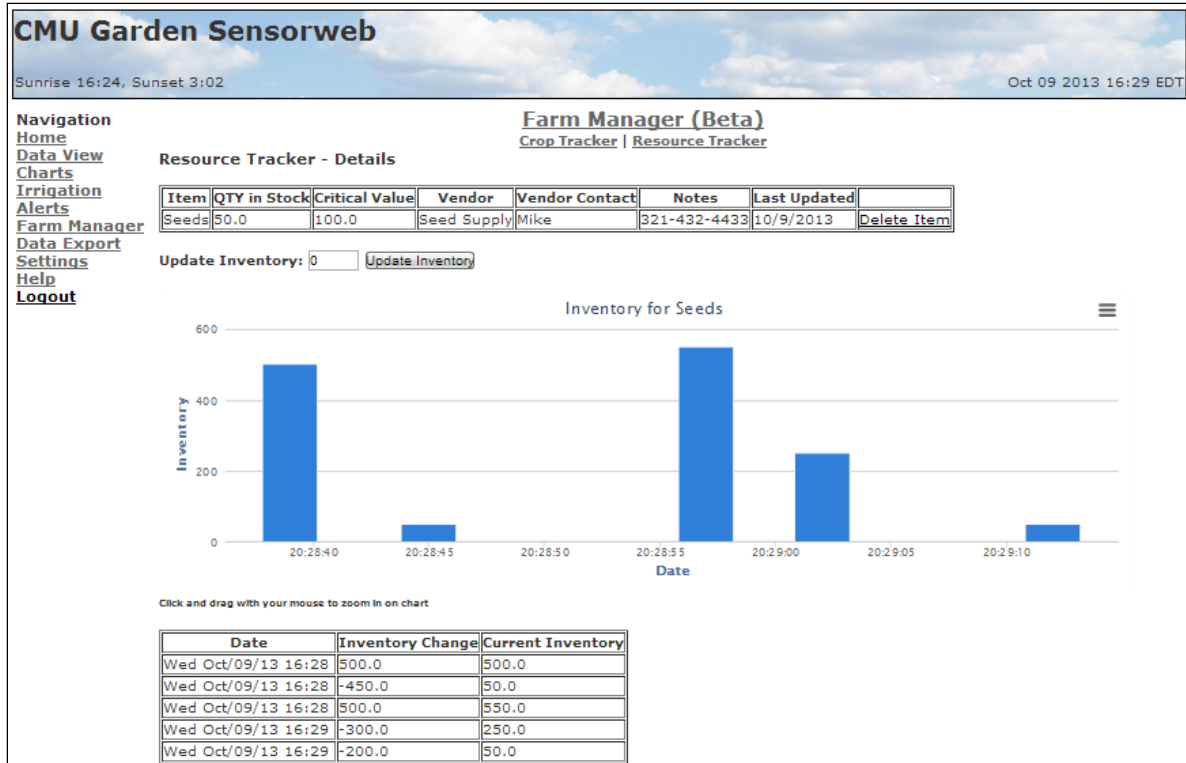 CMU Garden Sensorweb
Sunrise 16:24, Sunset 3:02
Oct 09 2013 16:29 EDT
Navigation
Home
Data View
Charts
Irrigation
Alerts
Farm Manager
Data Export
Settings
Help
Logout
Farm Manager (Beta)
Crop Tracker | Resource Tracker
Resource Tracker - Details
Item QTY in Stock Critical Value Vendor Vendor Contact Notes Last Updated
Seeds 50.0 100.0 Seed Supply Mike 321-432-4433 10/9/2013 Delete Item
Update Inventory: 0 Update Inventory
Inventory for Seeds
600
400
200
0
Inventory
20:28:40 20:28:45 20:28:50 20:28:55 20:29:00 20:29:05 20:29:10
Date
Click and drag with your mouse to zoom in on chart
Date Inventory Change Current Inventory
Wed Oct/09/13 16:28 500.0 500.0
Wed Oct/09/13 16:28 -450.0 50.0
Wed Oct/09/13 16:28 500.0 550.0
Wed Oct/09/13 16:29 -300.0 250.0
Wed Oct/09/13 16:29 -200.0 50.0